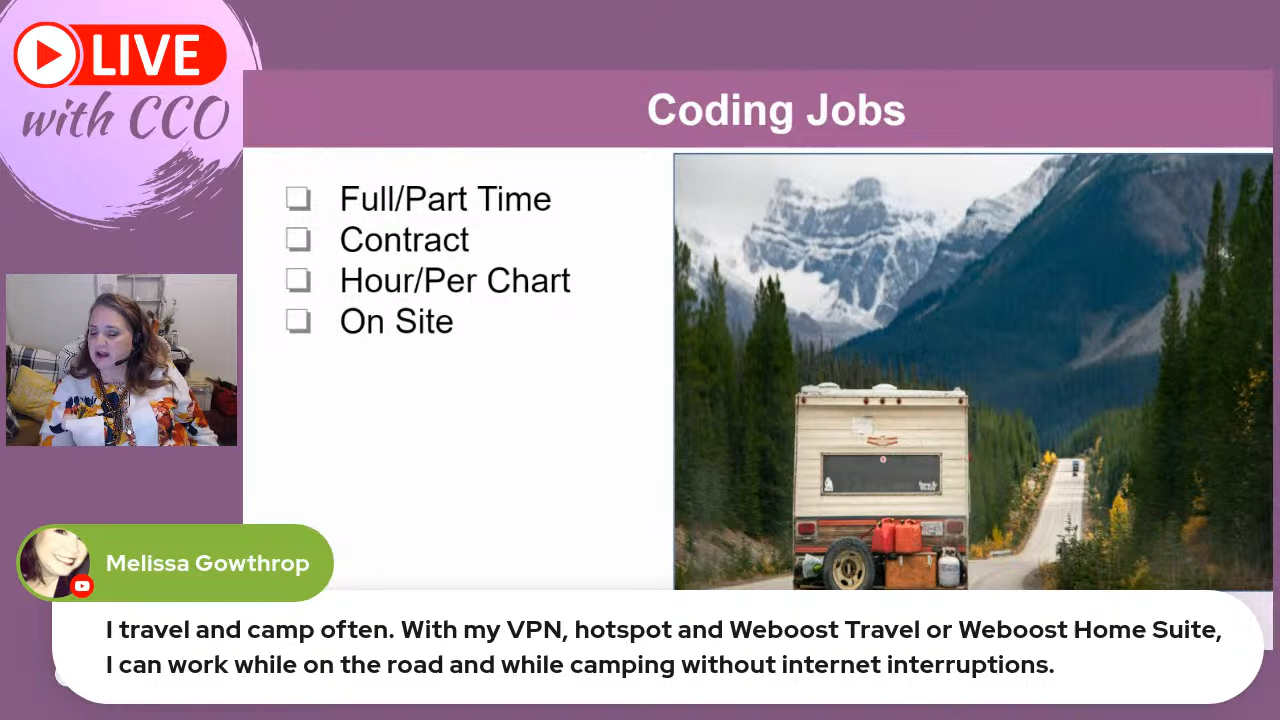 LIVE
with CCO
Coding Jobs
Full/Part Time
Contract
Hour/Per Chart
On Site
Melissa Gowthrop
I travel and camp often. With my VPN, hotspot and Weboost Travel or Weboost Home Suite,
I can work while on the road and while camping without internet interruptions.